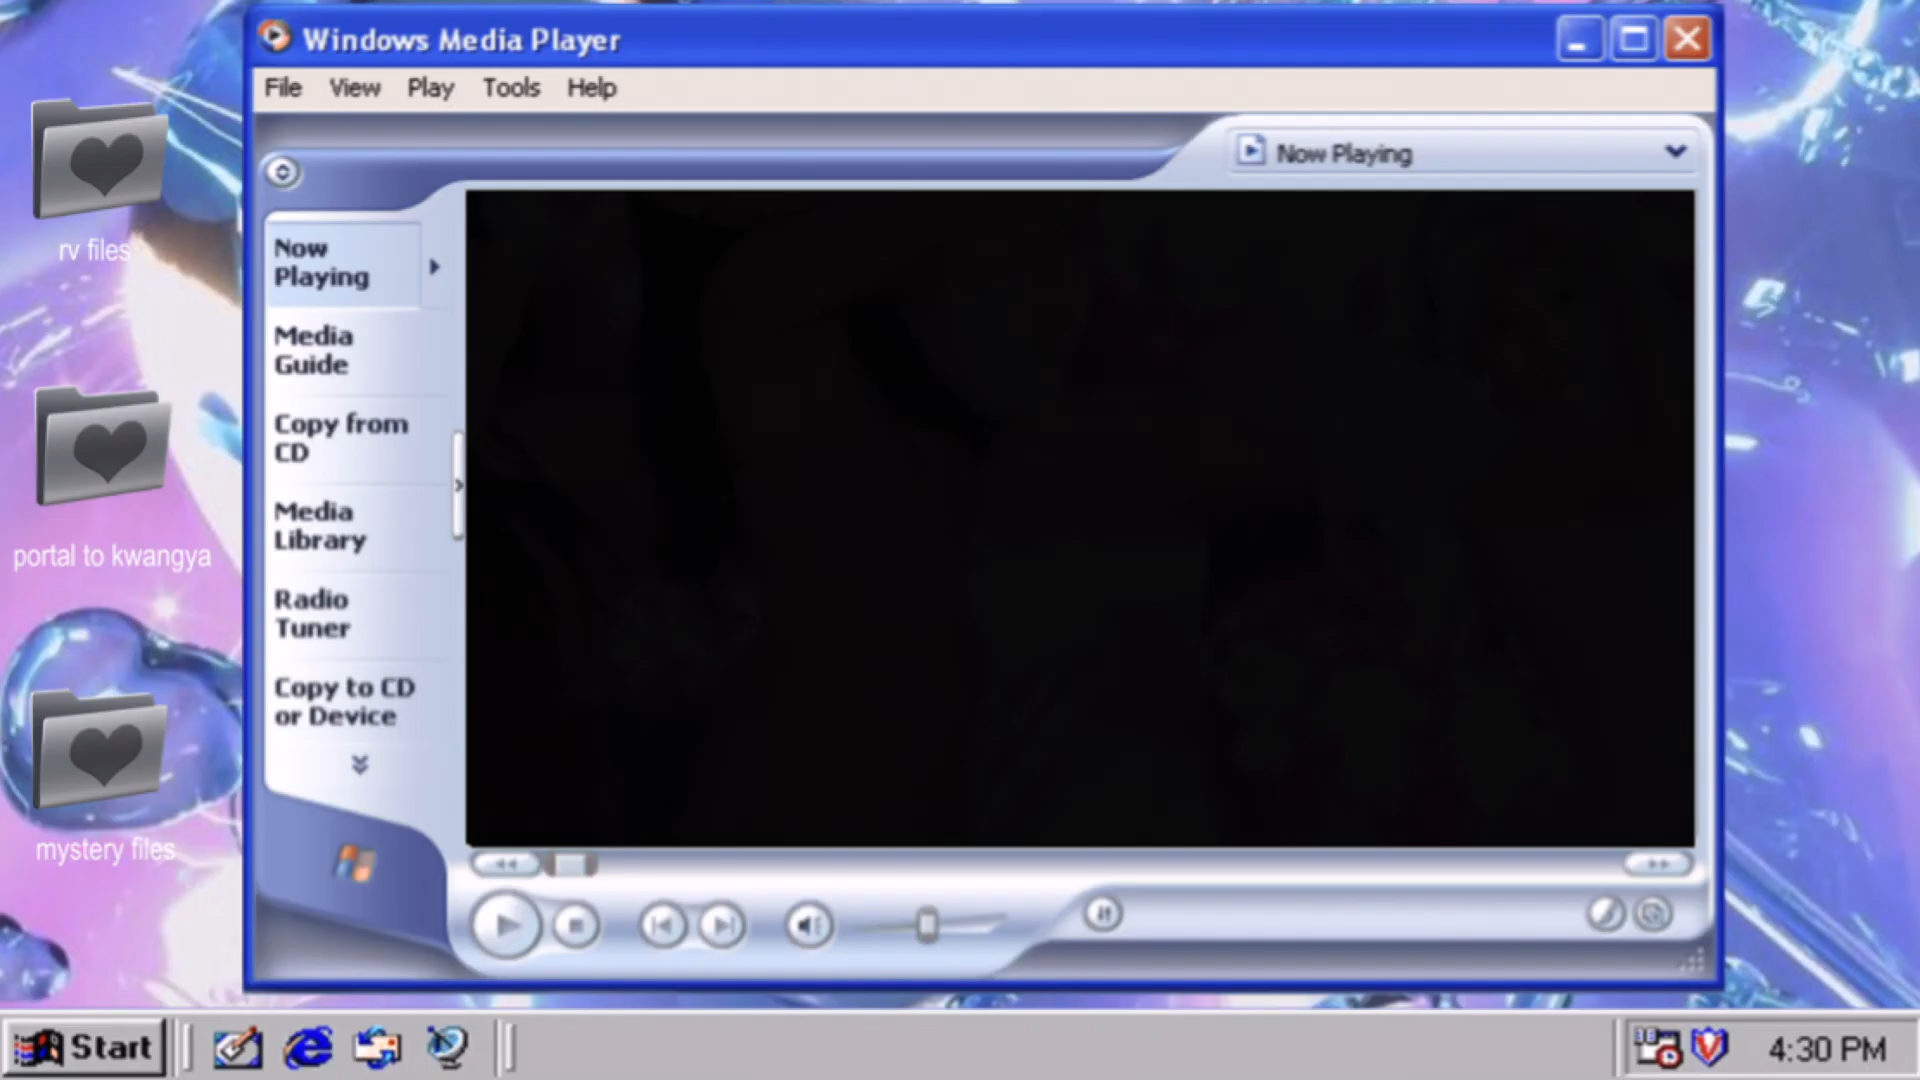 Windows Media Player
File View Play Tools Help
Now Playing
Now
Playing
Media
Guide
Copy from
CD
Media
Library
Radio
Tuner
Copy to CD
or Device
rv files
portal to kwangya
mystery files
Start
4:30 PM